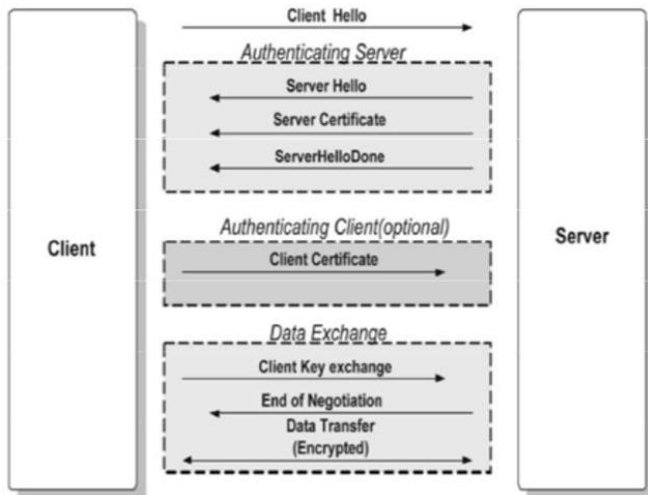 Client Hello
Authenticating Server
Server Hello
Server Certificate
ServerHelloDone
Authenticating Client(optional)
Client
Server
Client Certificate
Data Exchange
Client Key exchange
End of Negotiation
Data Transfer
(Encrypted)